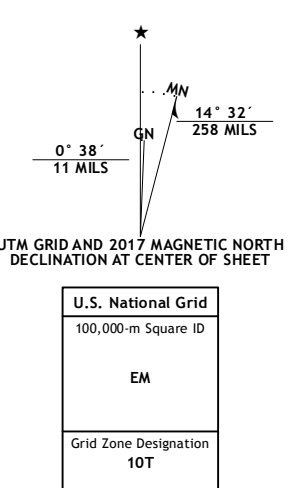 MN
GN
14° 32´
258 MILS
0° 38´
11 MILS
UTM GRID AND 2017 MAGNETIC NORTH
DECLINATION AT CENTER OF SHEET
U.S. National Grid
100,000-m Square ID
EM
Grid Zone Designation
10T